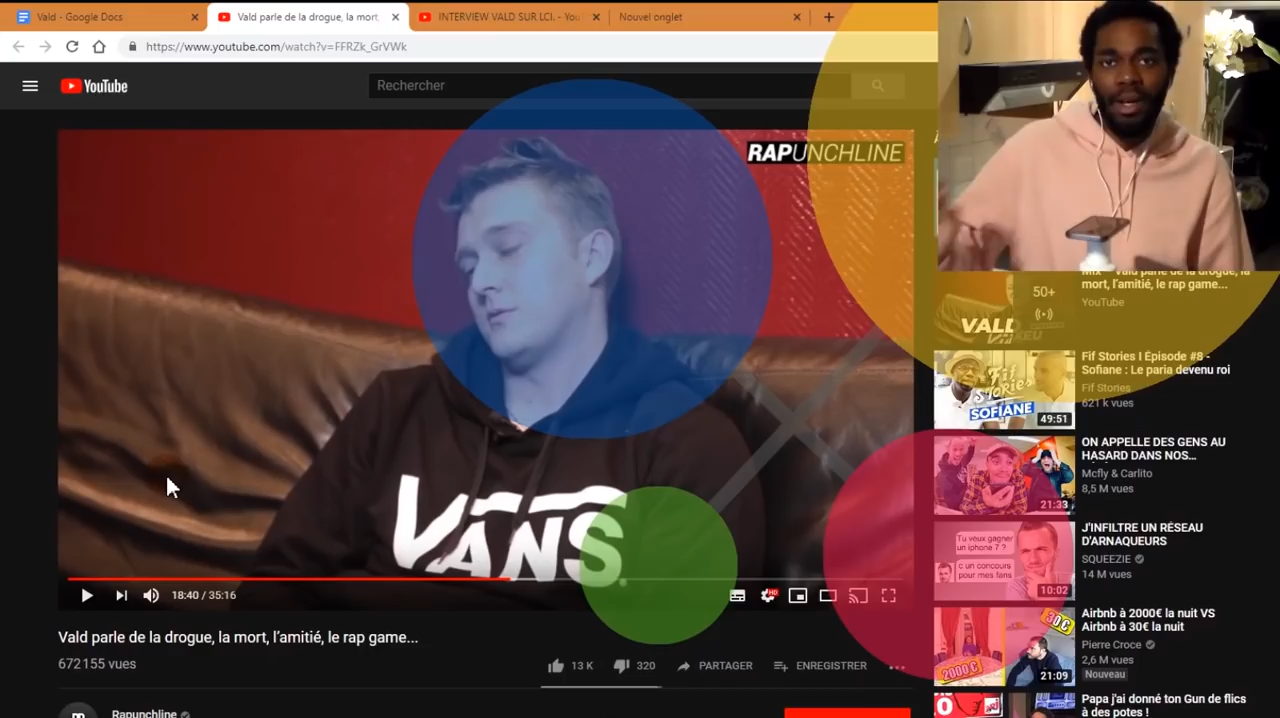 Vald - Google Docs
Vald parle de la drogue, la mort,
INTERVIEW VALD SUR LCI. - You
Nouvel onglet
https://www.youtube.com/watch?v=FFRZk_GrVWk
YouTube
Rechercher
RAPUNCHLINE
VANS
18:40 / 35:16
HD
Vald parle de la drogue, la mort, l'amitié, le rap game...
672 155 vues
13 K
320
PARTAGER
ENREGISTRER
Rapunchline
50+
VALD
Mix - Vald parle de la drogue, la
mort, l'amitié, le rap game...
YouTube
Fif
STORIES
SOFIANE
49:51
Fif Stories I Épisode #8 -
Sofiane : Le paria devenu roi
Fif Stories
621 k vues
21:33
ON APPELLE DES GENS AU
HASARD DANS NOS...
Mcfly & Carlito
8,5 M vues
Tu veux gagner
un iphone 7 ?
c un concours
pour mes fans
10:02
J'INFILTRE UN RÉSEAU
D'ARNAQUEURS
SQUEEZIE
14 M vues
30€
2000€
21:09
Airbnb à 2000€ la nuit VS
Airbnb à 30€ la nuit
Pierre Croce
2,6 M vues
Nouveau
Papa j'ai donné ton Gun de flics
à des potes !